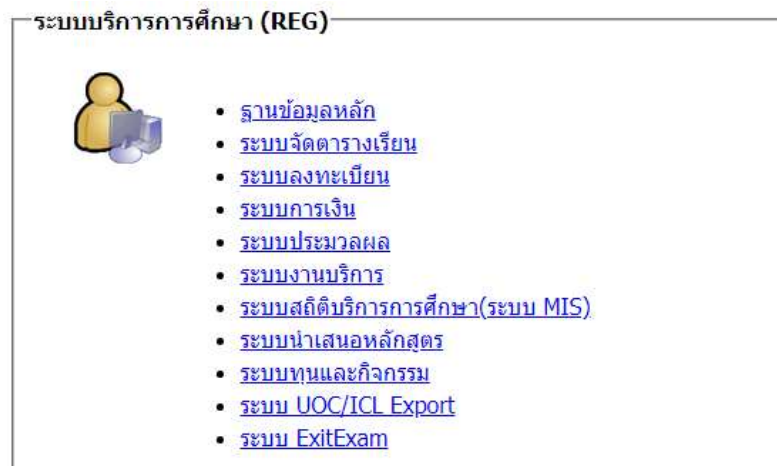 ระบบบริการการศึกษา (REG)
ฐานข้อมูลหลัก
ระบบจัดตารางเรียน
ระบบลงทะเบียน
ระบบการเงิน
ระบบประมวลผล
ระบบงานบริการ
ระบบสถิติบริการการศึกษา(ระบบ MIS)
ระบบนำเสนอหลักสูตร
ระบบทุนและกิจกรรม
ระบบ UOC/ICL Export
ระบบ ExitExam